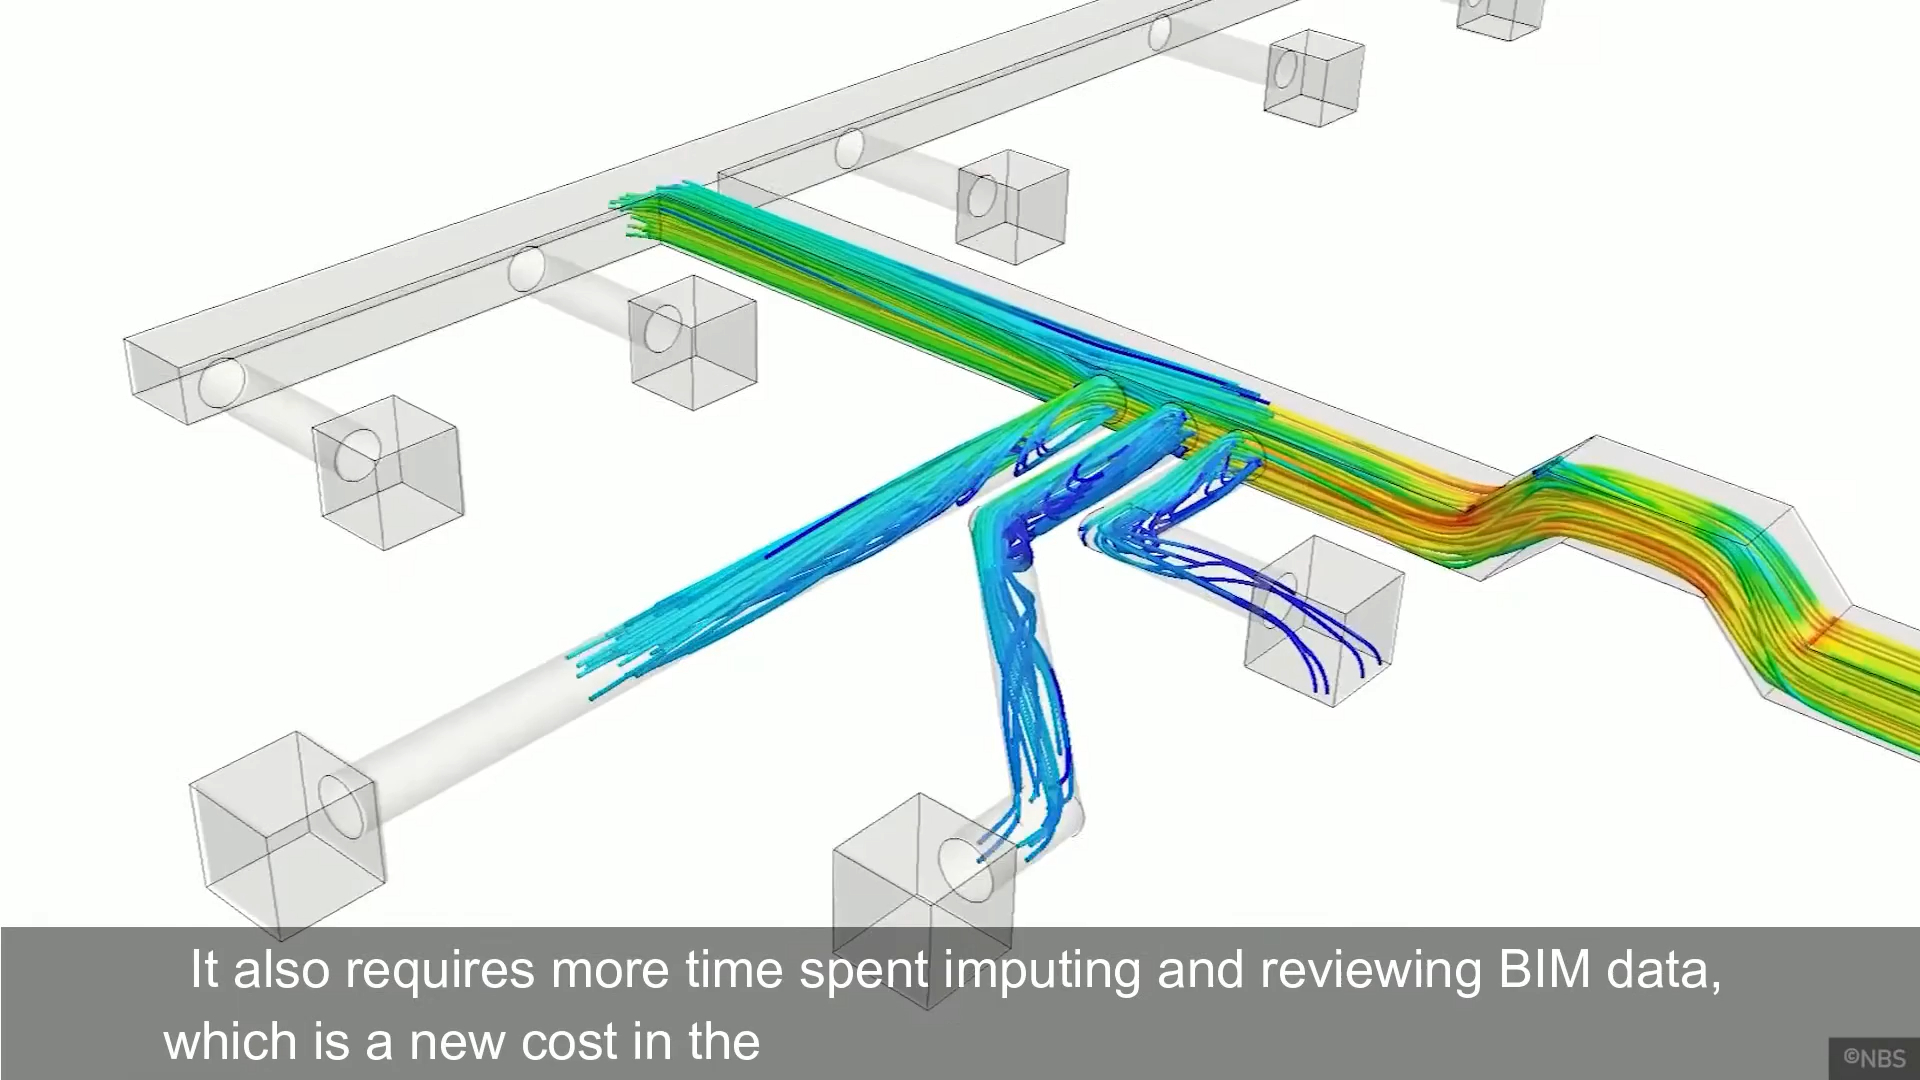 It also requires more time spent imputing and reviewing BIM data,
which is a new cost in the
©NBS